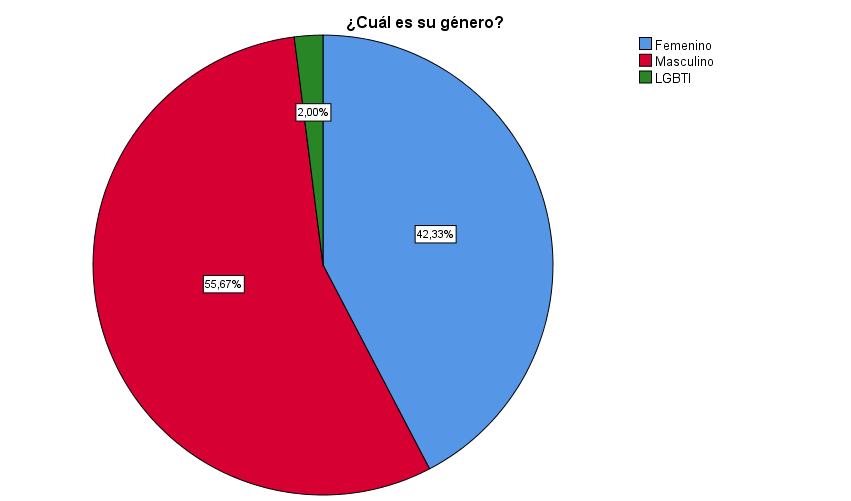 ¿Cuál es su género?
Femenino
Masculino
LGBTI
2,00%
42,33%
55,67%